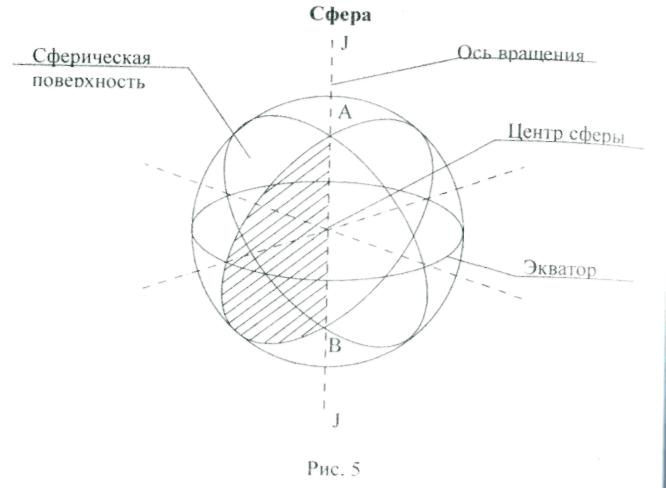 Сфера
J
Ось вращения
Сферическая
поверхность
A
Центр сферы
Экватор
B
J
Рис. 5